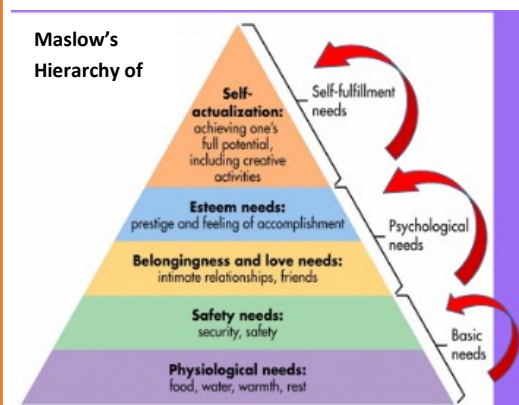 Maslow's
Hierarchy of
Self-
actualization:
achieving one's
full potential,
including creative
activities
Self-fulfillment
needs
Esteem needs:
prestige and feeling of accomplishment
Psychological
needs
Belongingness and love needs:
intimate relationships, friends
Safety needs:
security, safety
Basic
needs
Physiological needs:
food, water, warmth, rest